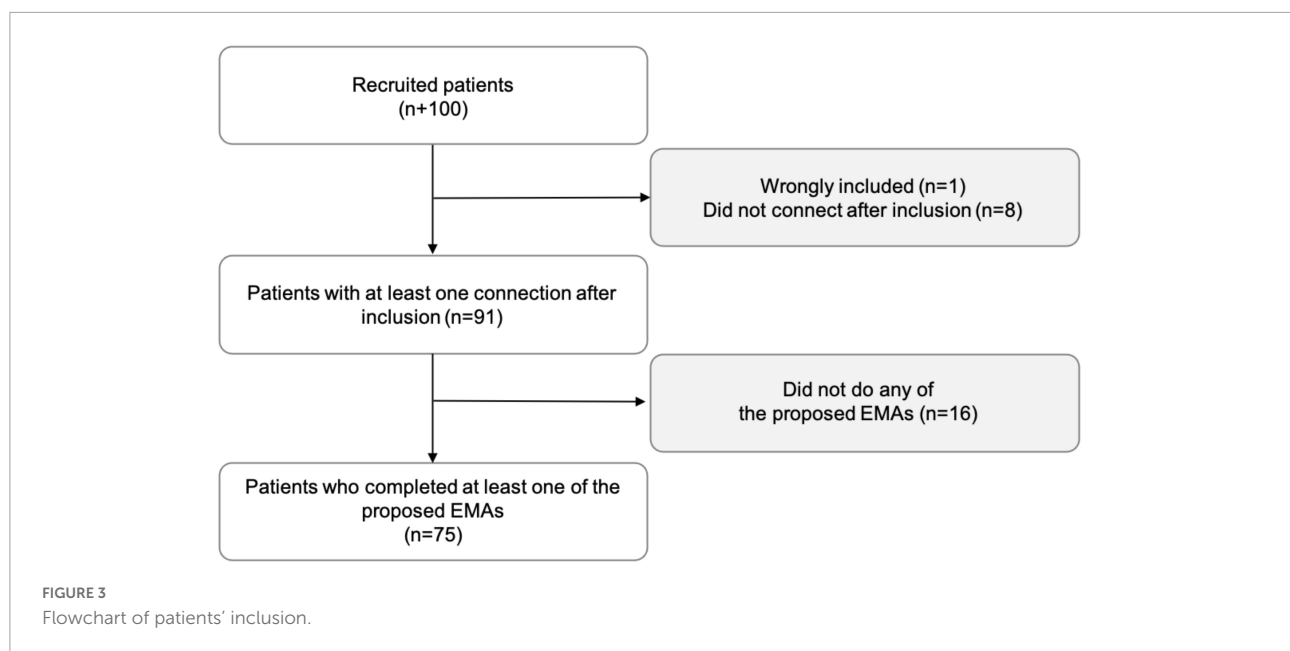 Recruited patients
(n+100)
Wrongly included (n=1)
Did not connect after inclusion (n=8)
Patients with at least one connection after
inclusion (n=91)
Did not do any of
the proposed EMAs (n=16)
Patients who completed at least one of the
proposed EMAs
(n=75)
FIGURE 3
Flowchart of patients’ inclusion.